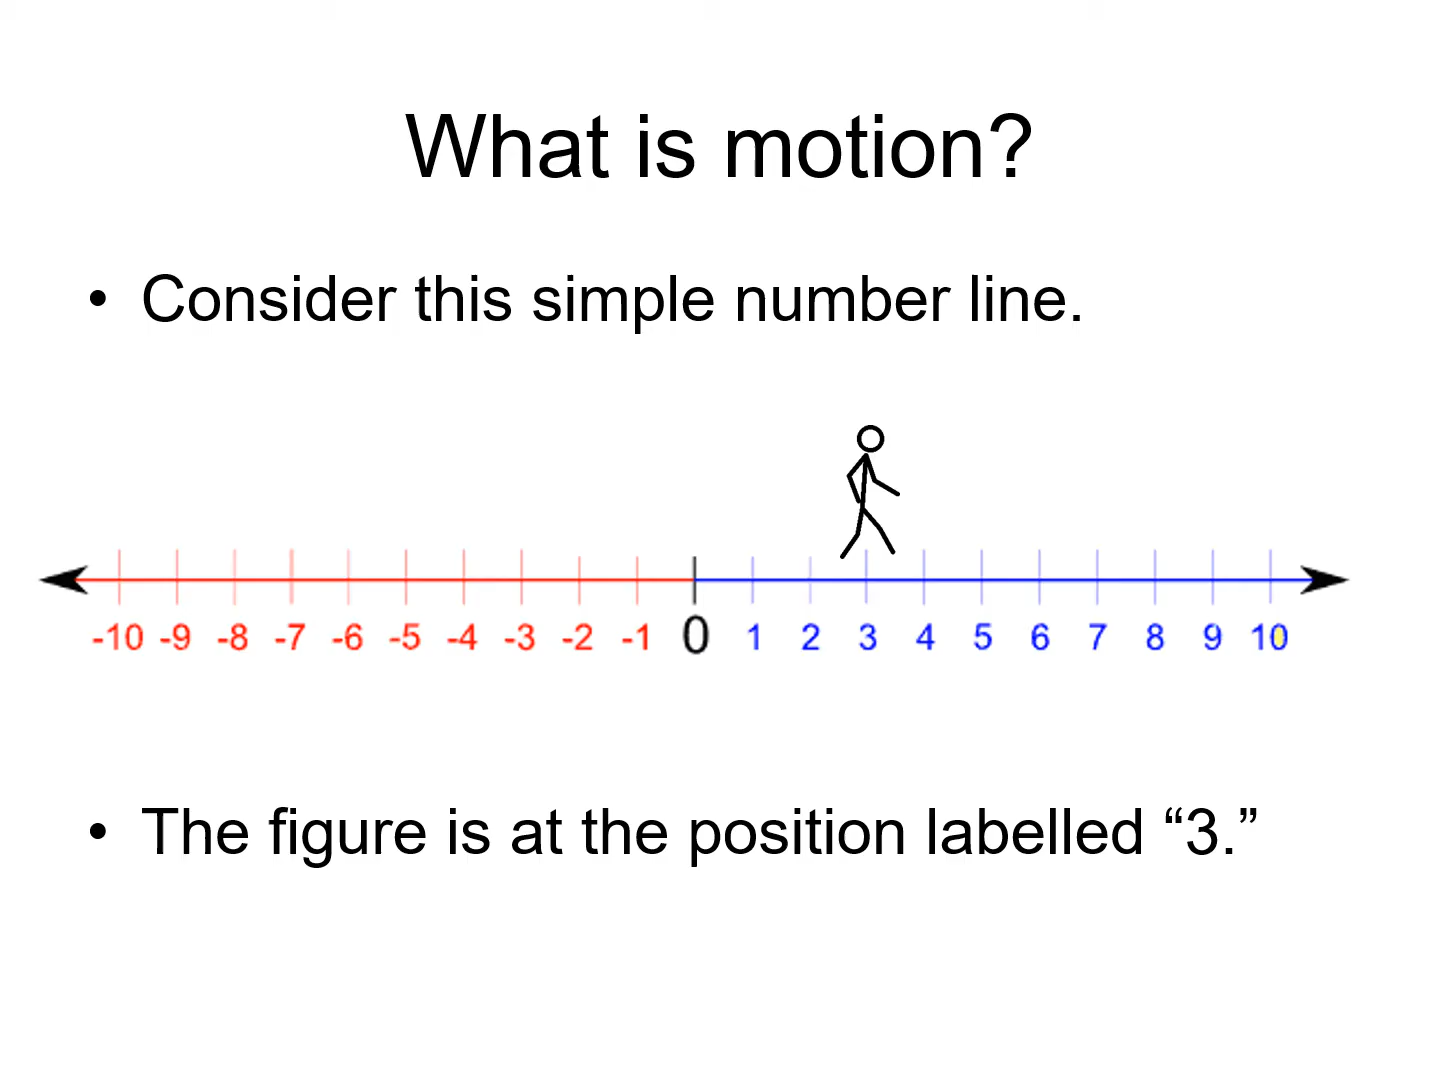 What is motion?
• Consider this simple number line.
-10 -9 -8 -7 -6 -5 -4 -3 -2 -1 0 1 2 3 4 5 6 7 8 9 10
• The figure is at the position labelled “3.”